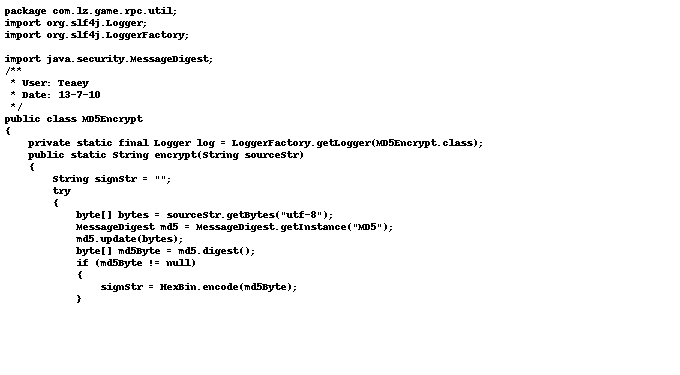 package com.lz.game.rpc.util;
import org.slf4j.Logger;
import org.slf4j.LoggerFactory;

import java.security.MessageDigest;
/**
 * User: Teaey
 * Date: 13-7-10
 */
public class MD5Encrypt
{
    private static final Logger log = LoggerFactory.getLogger(MD5Encrypt.class);
    public static String encrypt(String sourceStr)
    {
        String signStr = "";
        try
        {
            byte[] bytes = sourceStr.getBytes("utf-8");
            MessageDigest md5 = MessageDigest.getInstance("MD5");
            md5.update(bytes);
            byte[] md5Byte = md5.digest();
            if (md5Byte != null)
            {
                signStr = HexBin.encode(md5Byte);
            }